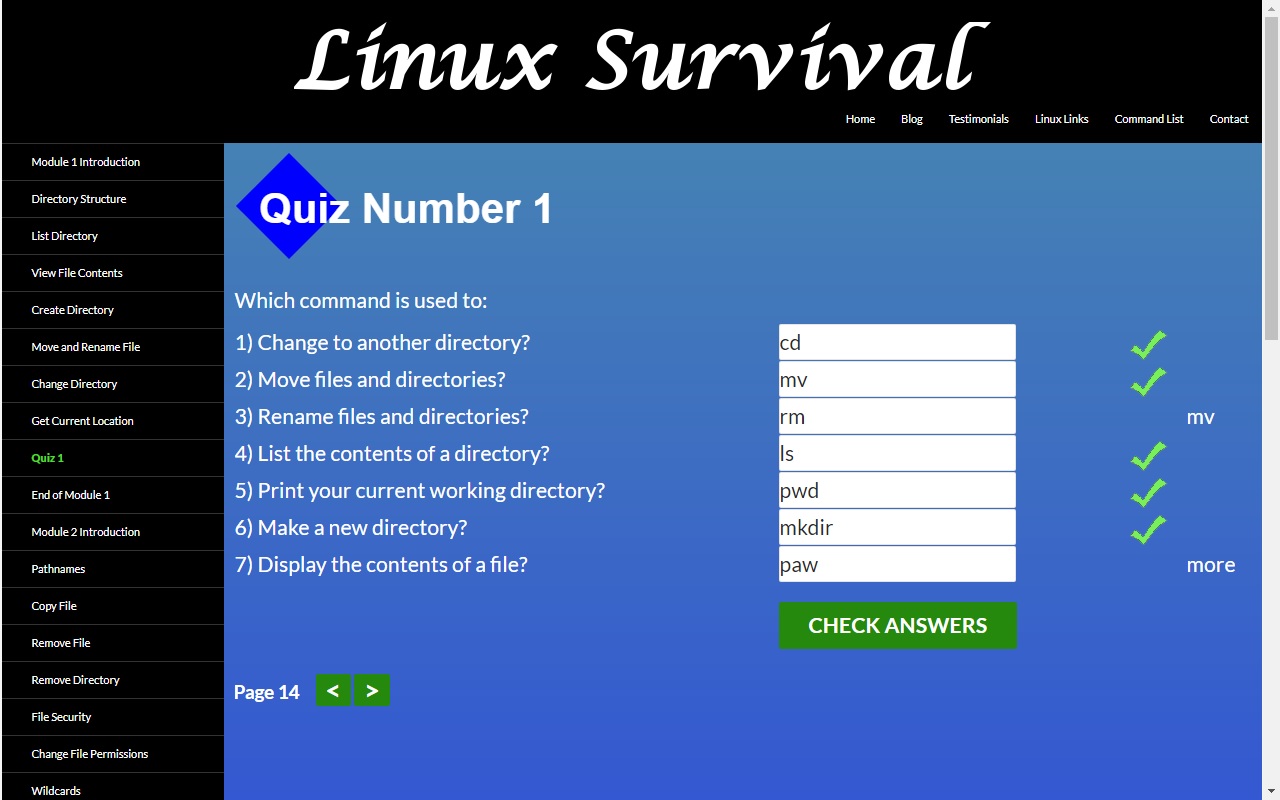 Linux Survival
Home Blog Testimonials Linux Links Command List Contact
Module 1 Introduction
Directory Structure
List Directory
View File Contents
Create Directory
Move and Rename File
Change Directory
Get Current Location
Quiz 1
End of Module 1
Module 2 Introduction
Pathnames
Copy File
Remove File
Remove Directory
File Security
Change File Permissions
Wildcards
Quiz Number 1
Which command is used to:
1) Change to another directory? cd
2) Move files and directories? mv
3) Rename files and directories? rm mv
4) List the contents of a directory? ls
5) Print your current working directory? pwd
6) Make a new directory? mkdir
7) Display the contents of a file? paw more
CHECK ANSWERS
Page 14 < >